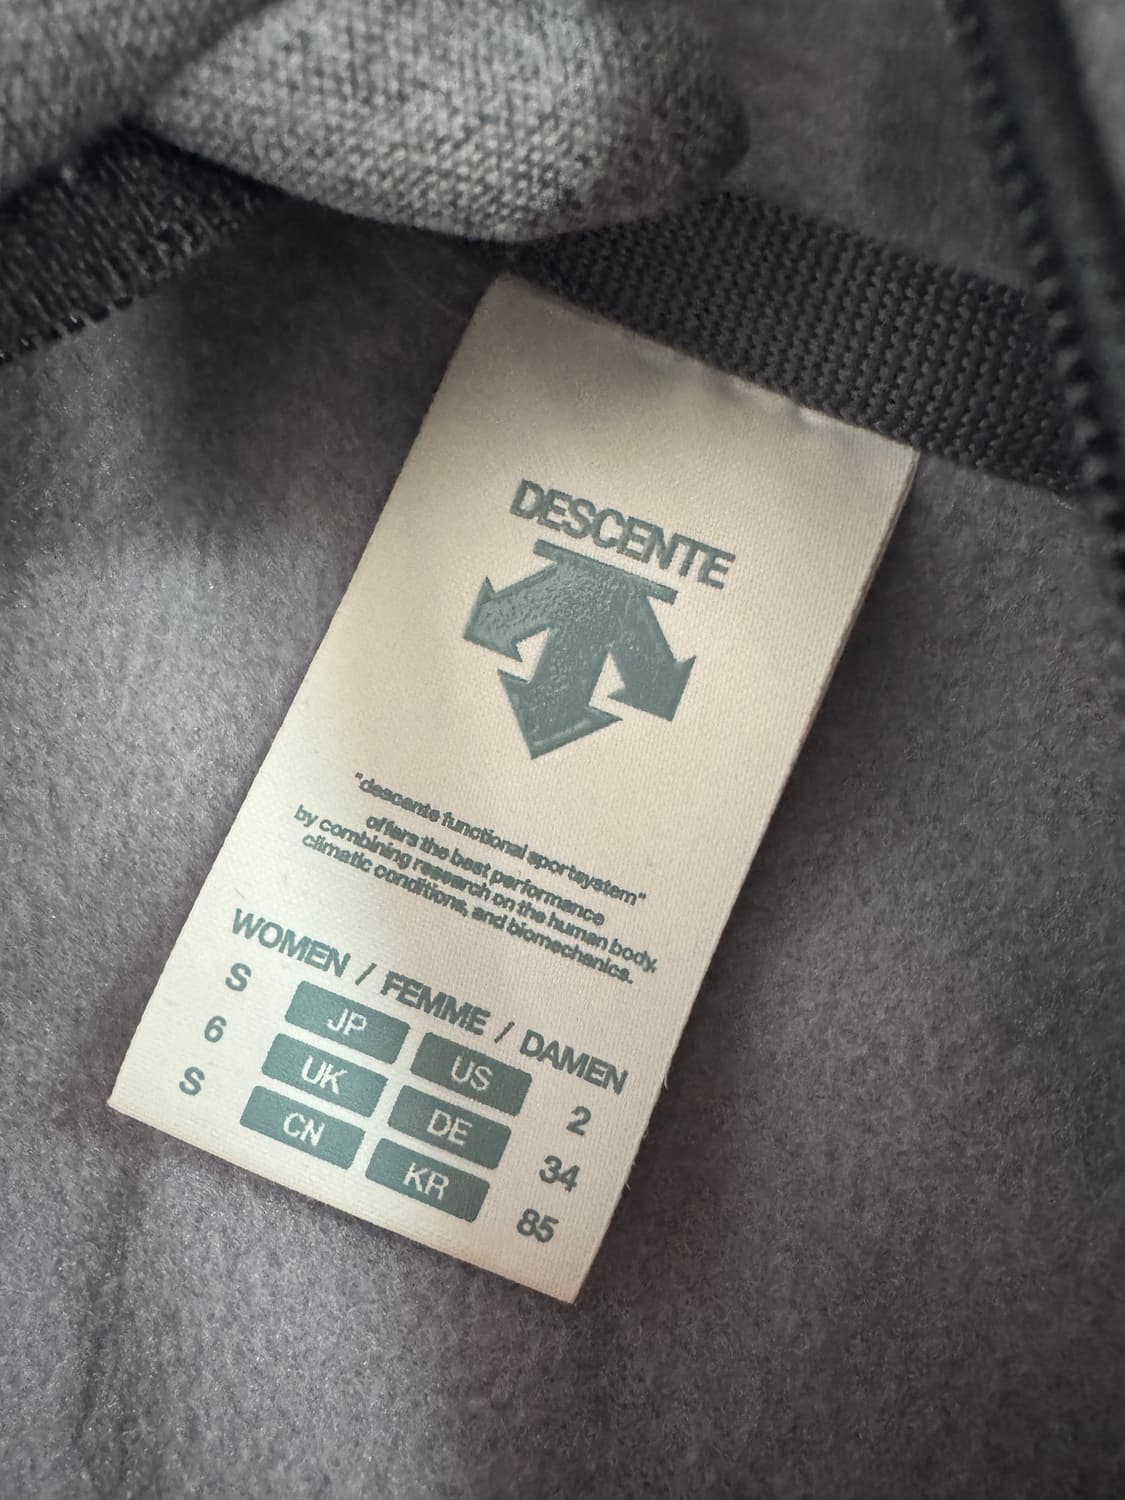 DESCENTE
"descente functional sportsystem"
offers the best performance
by combining research on the human body,
climatic conditions, and biomechanics.
WOMEN / FEMME / DAMEN
S JP US 2
6 UK DE 34
S CN KR 85